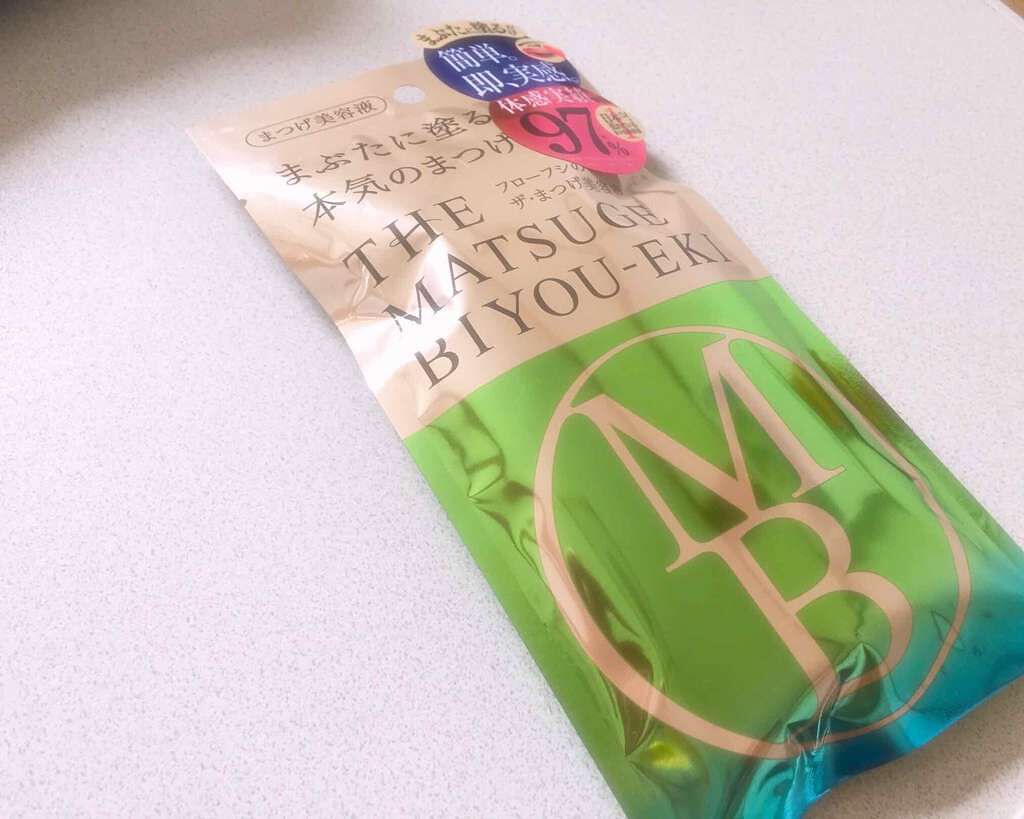 まぶたに塗る
簡単。
即、実感
体感実
97%
まつげ美容液
まぶたに塗る
本気のまつげ
フローフシの
ザ・まつげ美容
THE
MATSUGE
BIYOU-EKI
MB